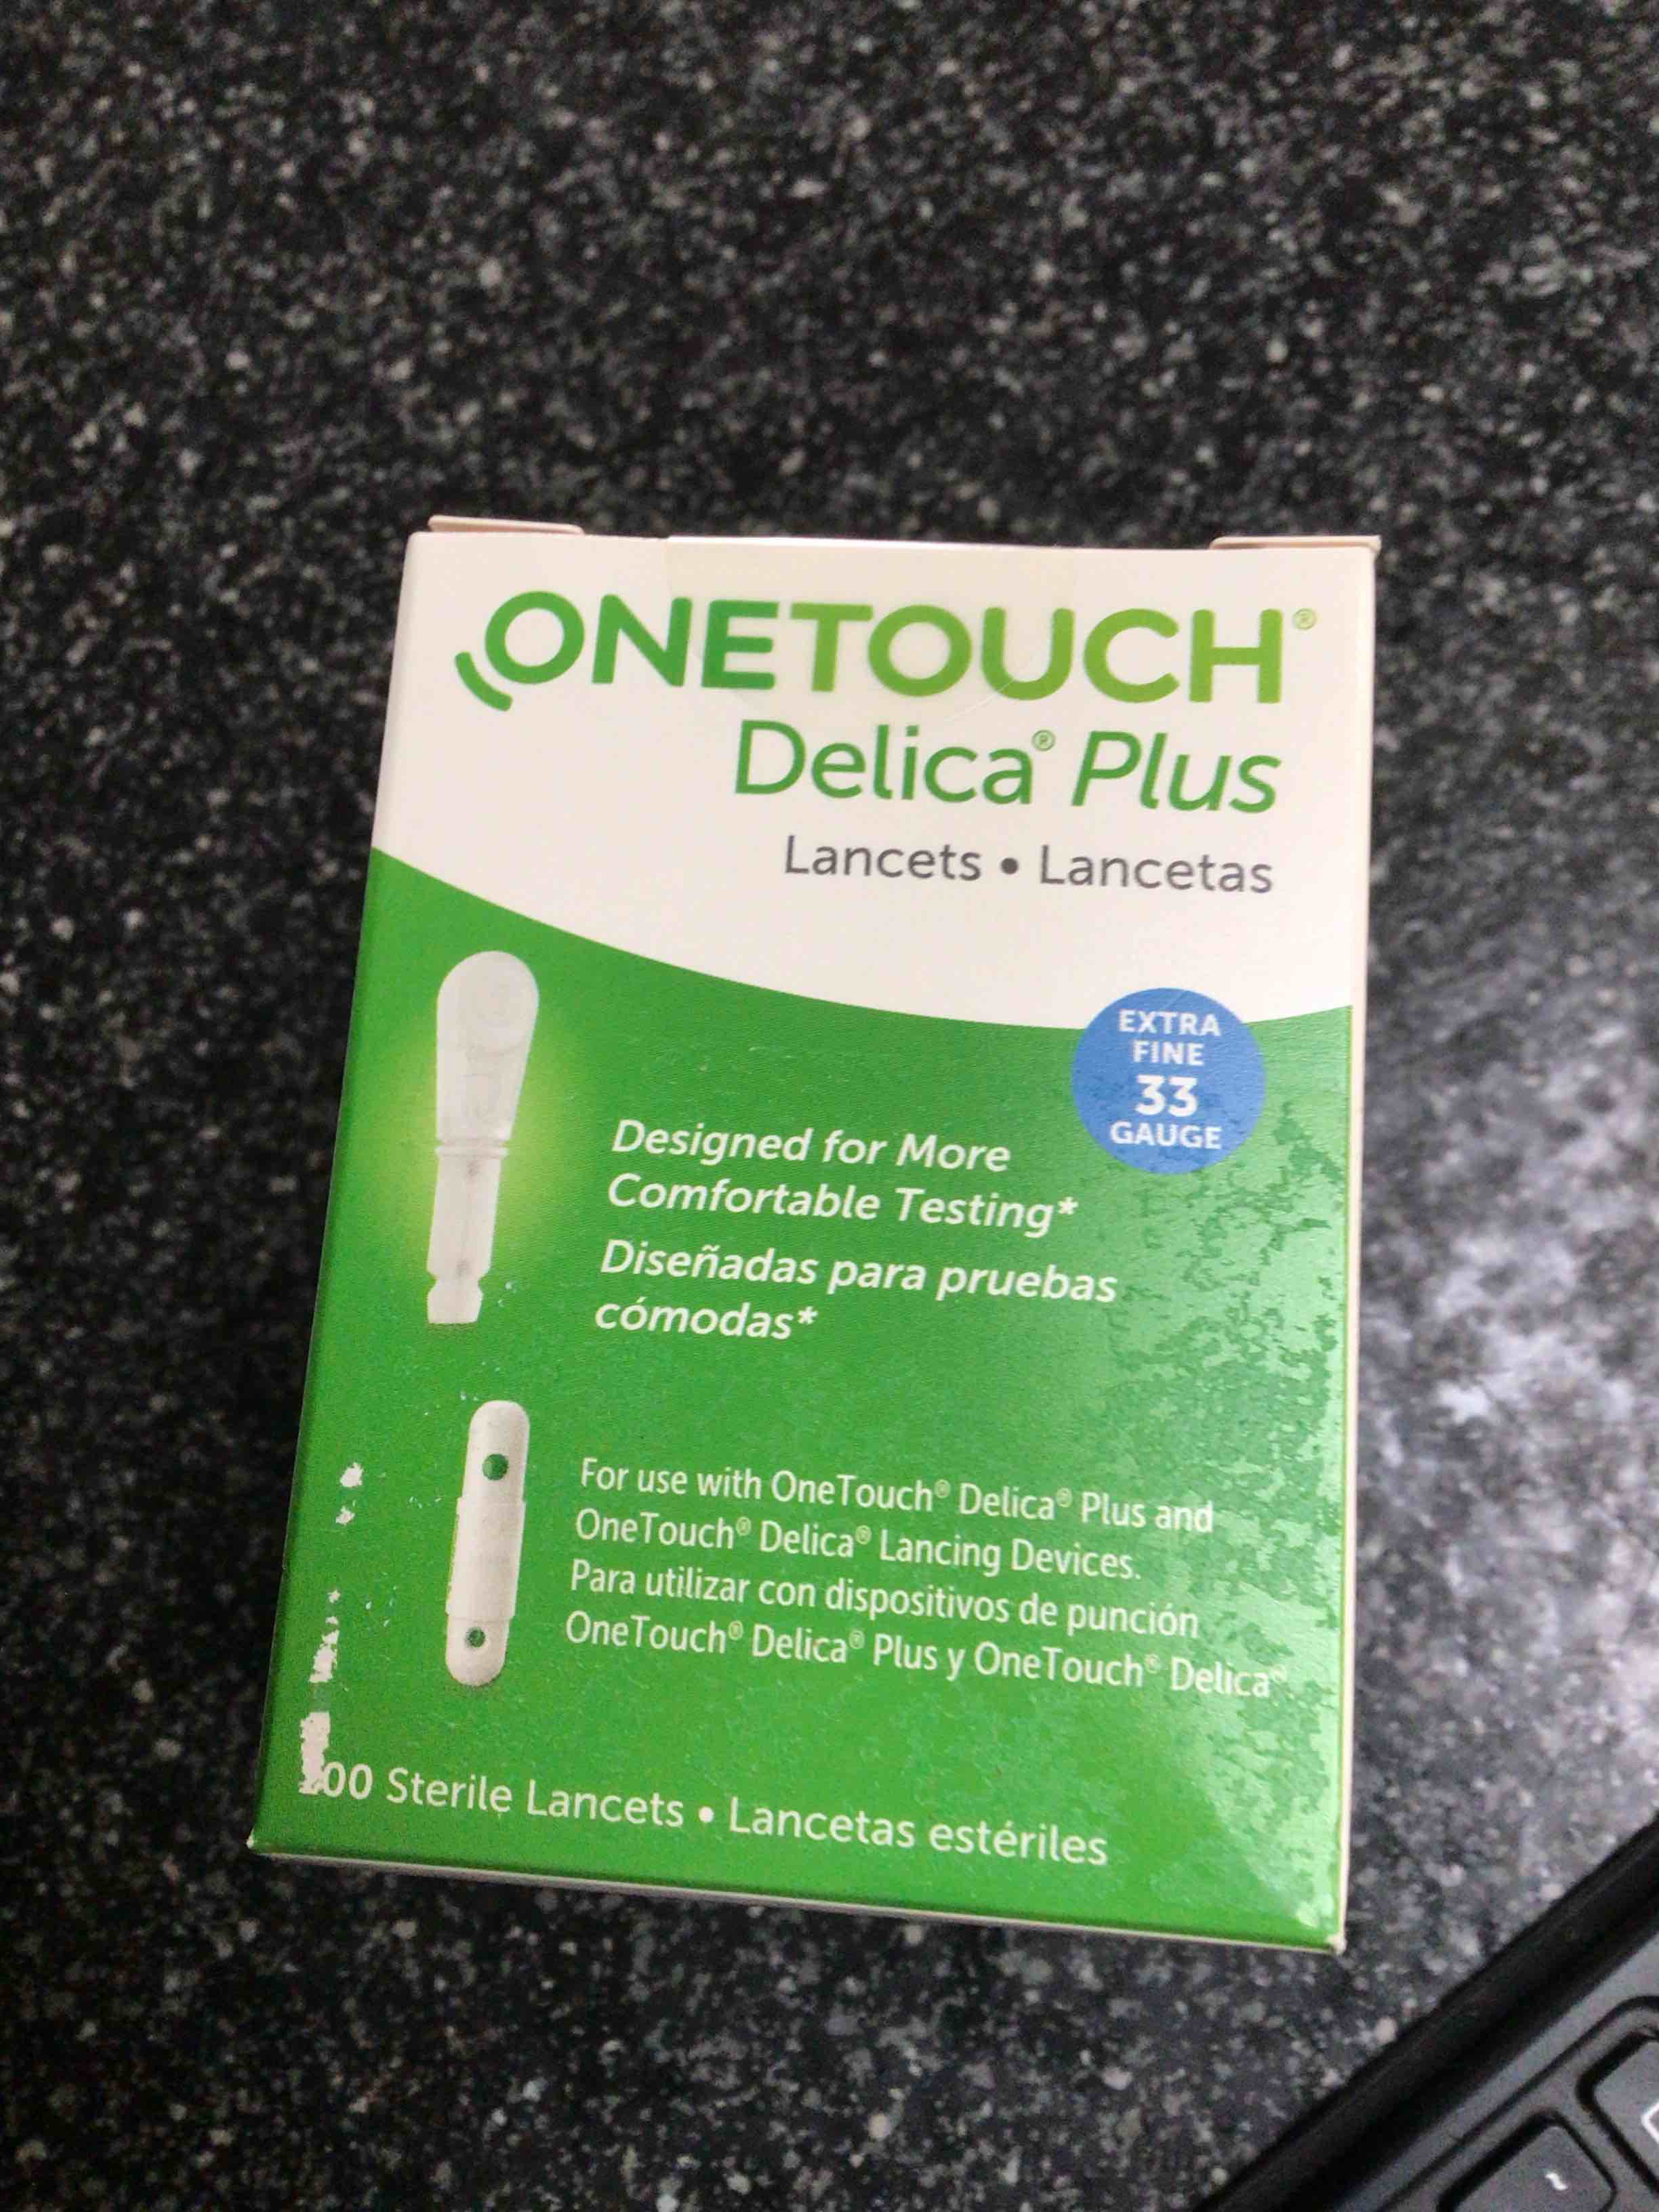 ONETOUCH®
Delica® Plus
Lancets • Lancetas
EXTRA
FINE
33
GAUGE
Designed for More
Comfortable Testing*
Diseñadas para pruebas
cómodas*
For use with OneTouch® Delica® Plus and
OneTouch® Delica® Lancing Devices.
Para utilizar con dispositivos de punción
OneTouch® Delica® Plus y OneTouch® Delica®.
Sterile Lancets • Lancetas estériles